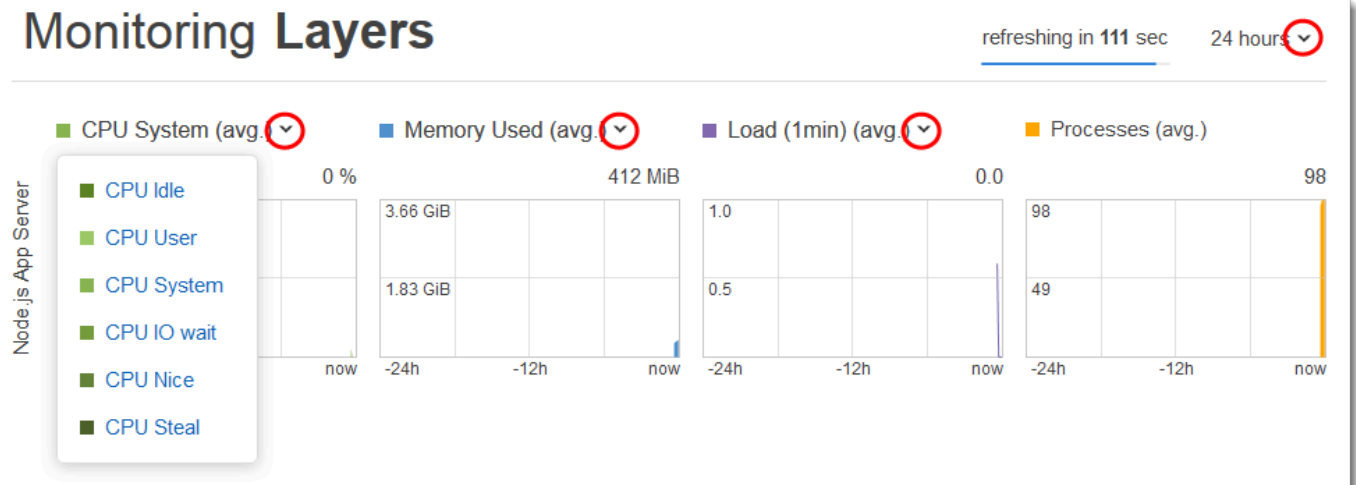 Monitoring Layers
refreshing in 111 sec
24 hours
CPU System (avg.)
Memory Used (avg.)
Load (1min) (avg.)
Processes (avg.)
Node.js App Server
CPU Idle
CPU User
CPU System
CPU IO wait
CPU Nice
CPU Steal
0 %
now
412 MiB
3.66 GiB
1.83 GiB
-24h -12h now
0.0
1.0
0.5
-24h -12h now
98
98
49
-24h -12h now